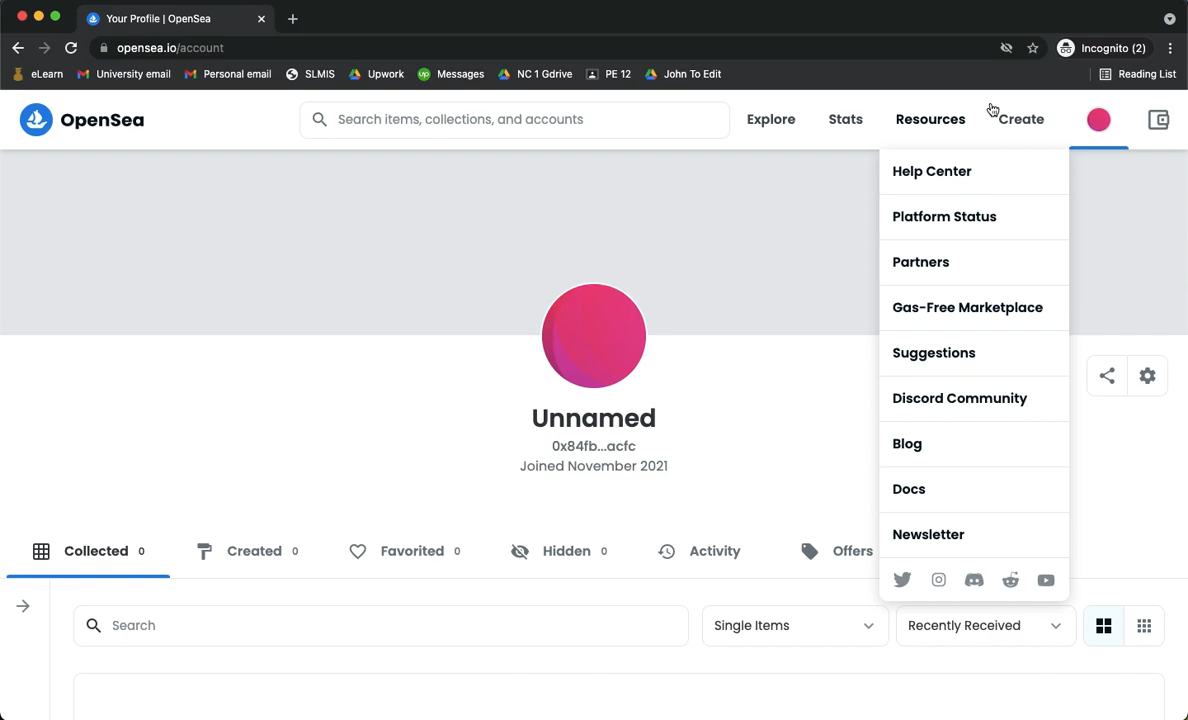 Your Profile | OpenSea
opensea.io/account
Incognito (2)
eLearn University email Personal email SLMIS Upwork Messages NC 1 Gdrive PE 12 John To Edit Reading List
OpenSea Search items, collections, and accounts Explore Stats Resources Create
Help Center
Platform Status
Partners
Gas-Free Marketplace
Suggestions
Discord Community
Blog
Docs
Newsletter
Unnamed
0x84fb...acfc
Joined November 2021
Collected 0 Created 0 Favorited 0 Hidden 0 Activity Offers
Search Single Items Recently Received